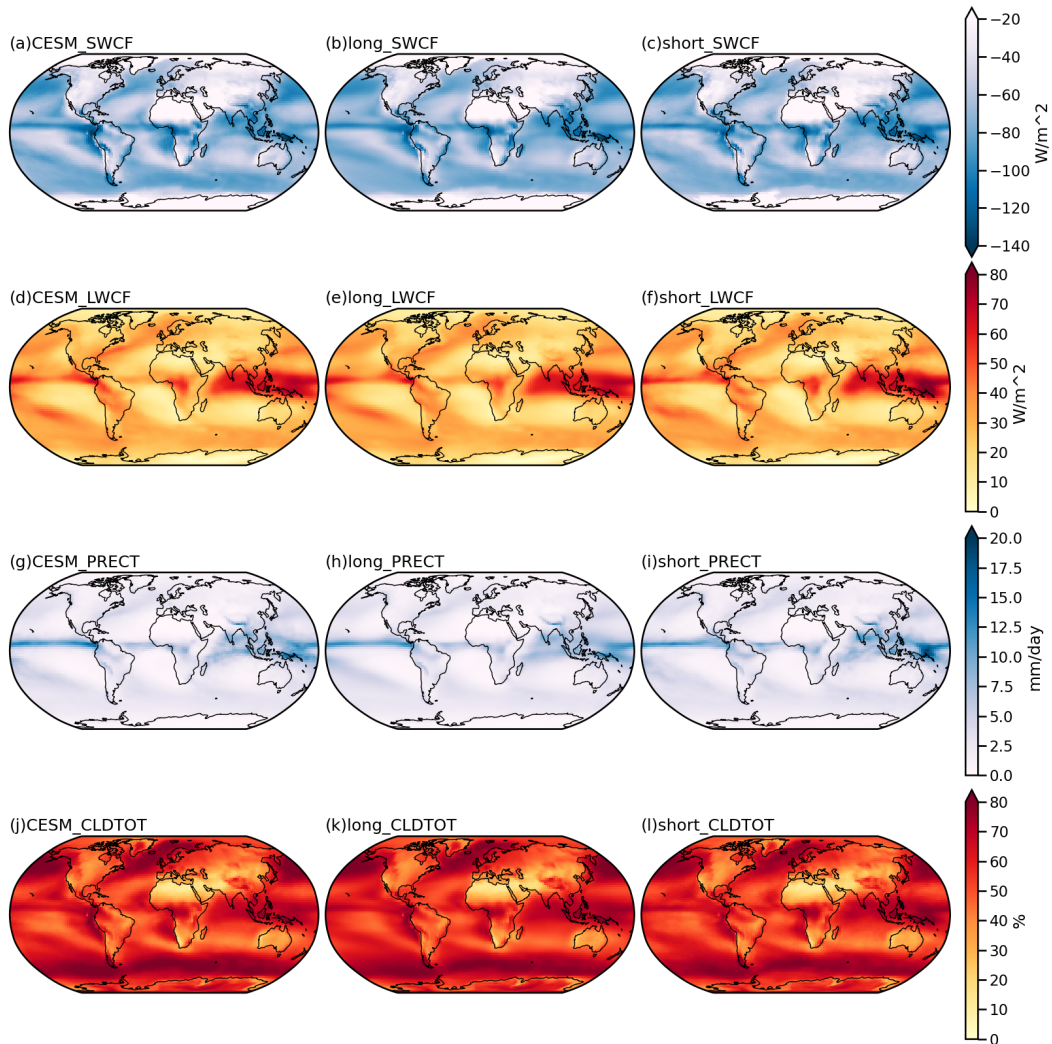 (a)CESM_SWCF
(b)long_SWCF
(c)short_SWCF
−20
−40
−60
−80
−100
−120
−140
W/m^2
(d)CESM_LWCF
(e)long_LWCF
(f)short_LWCF
80
70
60
50
40
30
20
10
0
W/m^2
(g)CESM_PRECT
(h)long_PRECT
(i)short_PRECT
20.0
17.5
15.0
12.5
10.0
7.5
5.0
2.5
0.0
mm/day
(j)CESM_CLDTOT
(k)long_CLDTOT
(l)short_CLDTOT
80
70
60
50
40
30
20
10
0
%